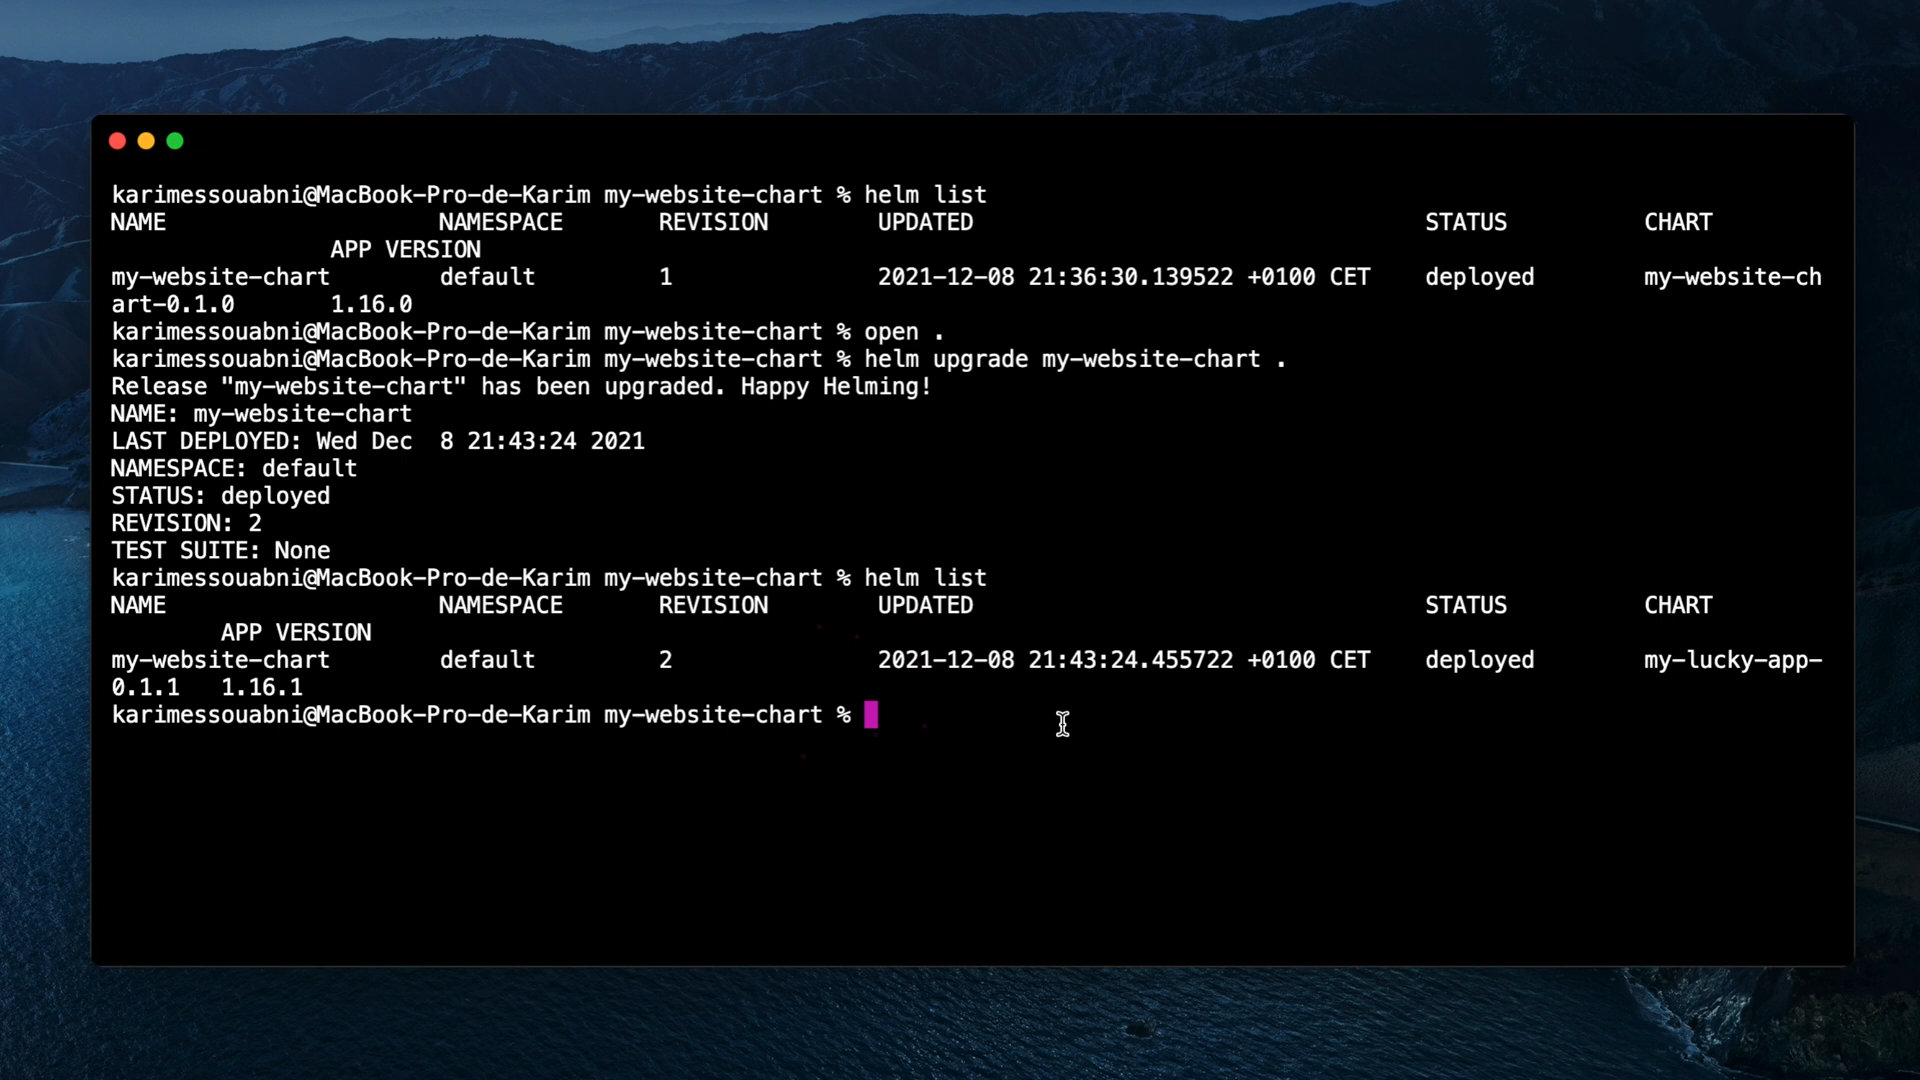 karimessouabni@MacBook-Pro-de-Karim my-website-chart % helm list
NAME NAMESPACE REVISION UPDATED STATUS CHART
APP VERSION
my-website-chart default 1 2021-12-08 21:36:30.139522 +0100 CET deployed my-website-ch
art-0.1.0 1.16.0
karimessouabni@MacBook-Pro-de-Karim my-website-chart % open .
karimessouabni@MacBook-Pro-de-Karim my-website-chart % helm upgrade my-website-chart .
Release "my-website-chart" has been upgraded. Happy Helming!
NAME: my-website-chart
LAST DEPLOYED: Wed Dec  8 21:43:24 2021
NAMESPACE: default
STATUS: deployed
REVISION: 2
TEST SUITE: None
karimessouabni@MacBook-Pro-de-Karim my-website-chart % helm list
NAME NAMESPACE REVISION UPDATED STATUS CHART
APP VERSION
my-website-chart default 2 2021-12-08 21:43:24.455722 +0100 CET deployed my-lucky-app-
0.1.1 1.16.1
karimessouabni@MacBook-Pro-de-Karim my-website-chart %